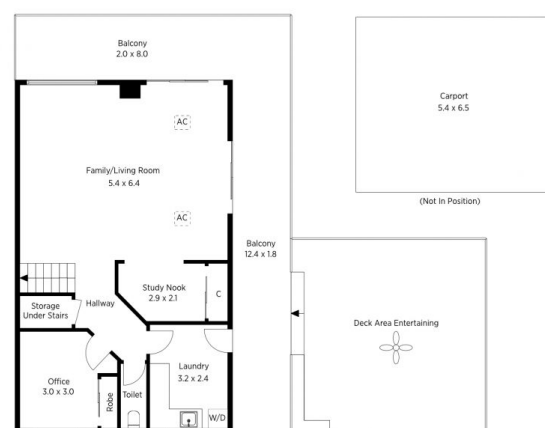 Balcony
2.0 x 8.0
Carport
5.4 x 6.5
(Not In Position)
AC
Family/Living Room
5.4 x 6.4
AC
Balcony
12.4 x 1.8
Study Nook
2.9 x 2.1
C
Storage
Under Stairs
Hallway
Deck Area Entertaining
Laundry
3.2 x 2.4
Office
3.0 x 3.0
Robe
Toilet
W/D